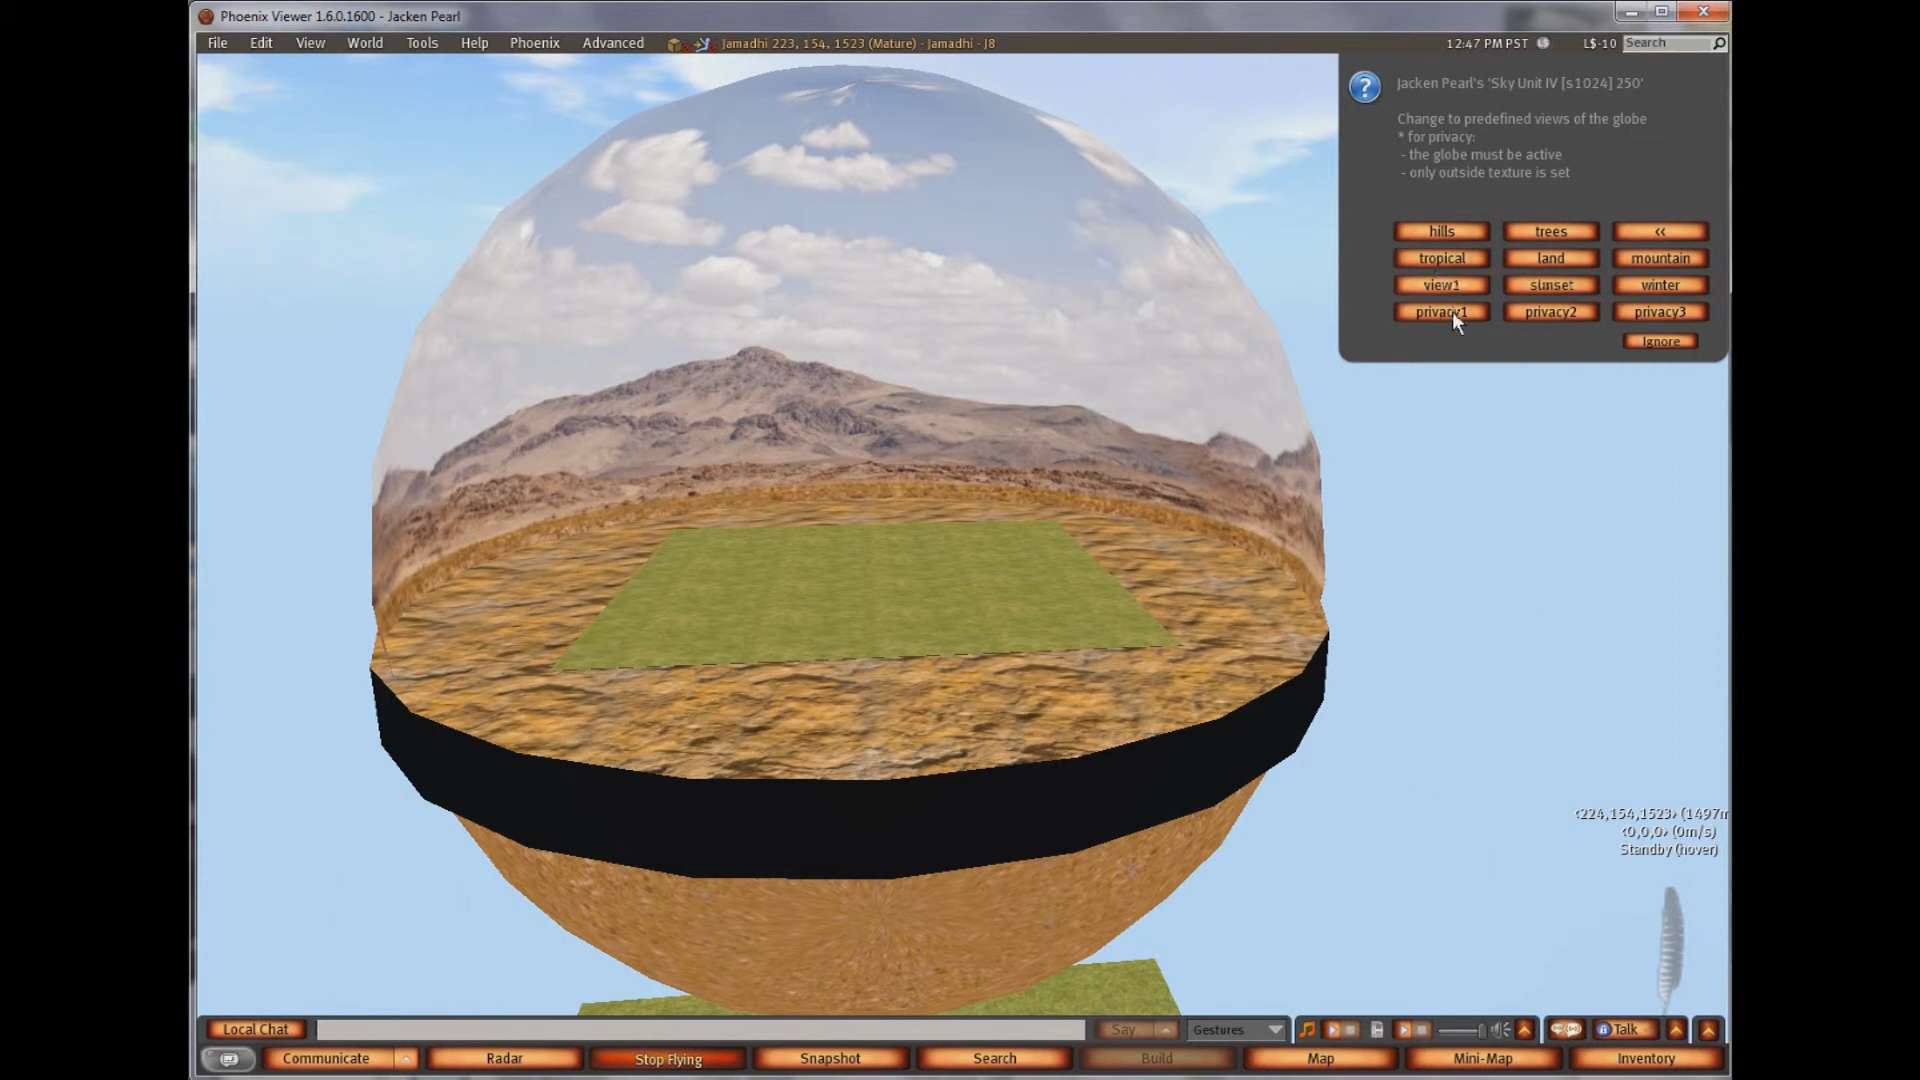 Phoenix Viewer 1.6.0.1600 - Jacken Pearl
File Edit View World Tools Help Phoenix Advanced Jamadhi 223, 154, 1523 (Mature) - Jamadhi - J8 12:47 PM PST L$-10 Search
Jacken Pearl's 'Sky Unit IV [s1024] 250'
Change to predefined views of the globe
* for privacy:
- the globe must be active
- only outside texture is set
hills trees <<
tropical land mountain
view1 sunset winter
privacy1 privacy2 privacy3
Ignore
<224,154,1523> (1497m
<0,0,0> (0m/s)
Standby (hover)
Local Chat Say Gestures Talk
Communicate Radar Stop Flying Snapshot Search Build Map Mini-Map Inventory